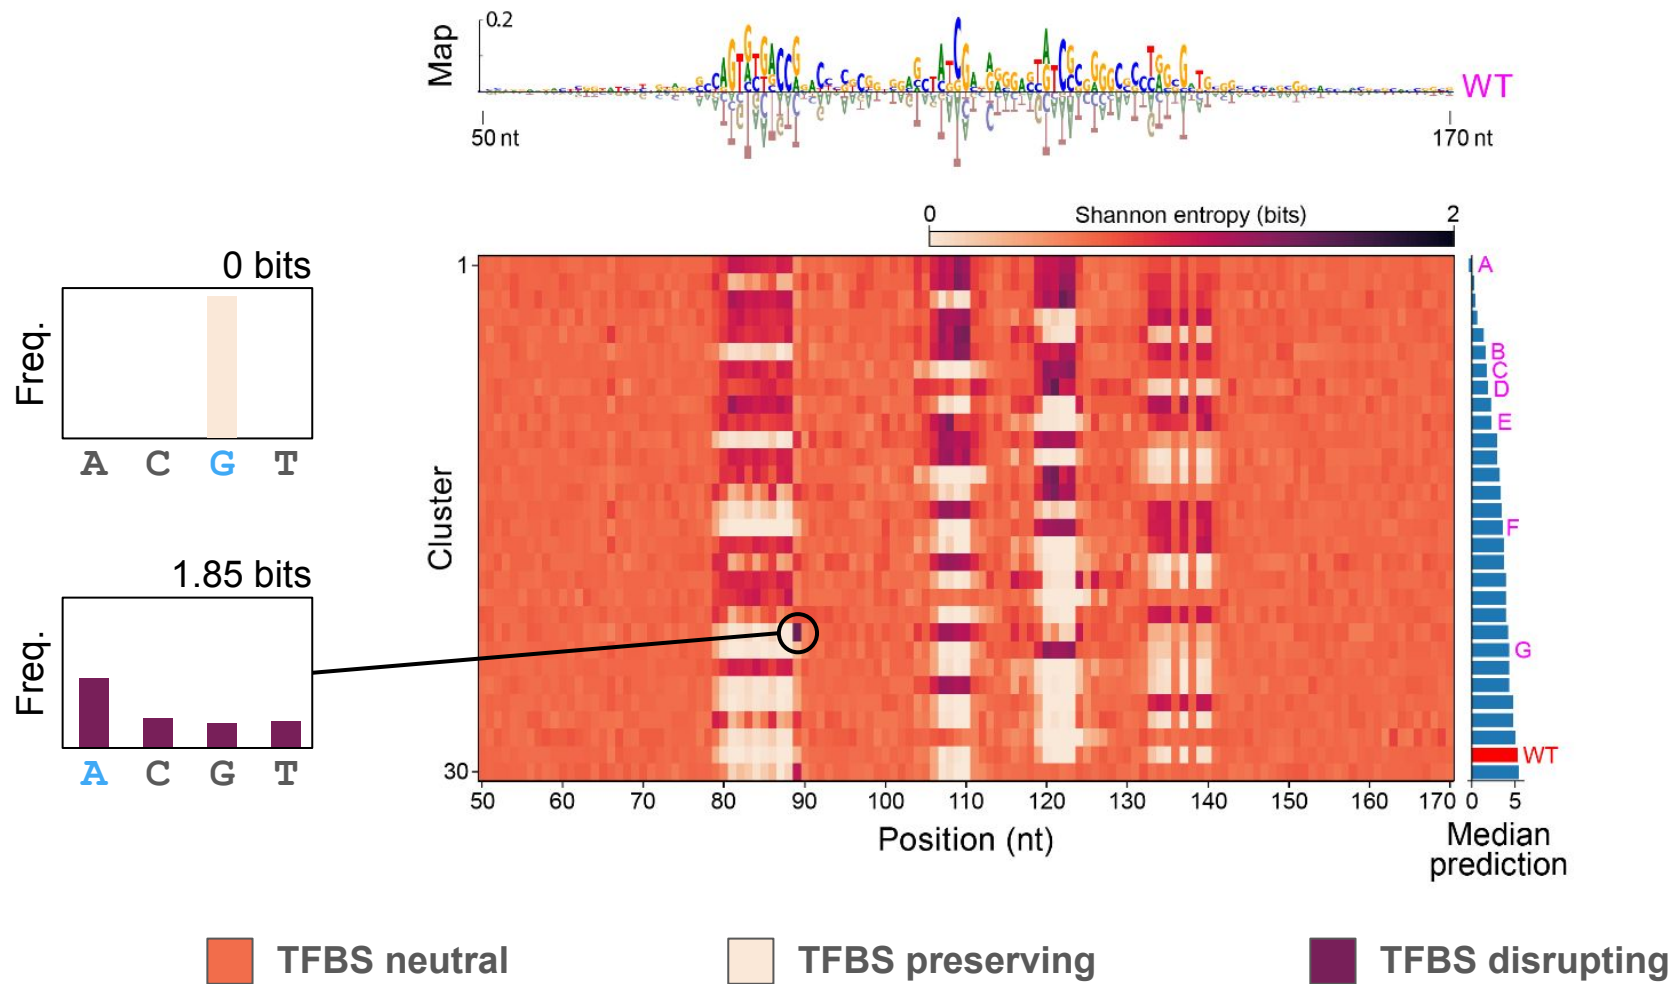 Map
0.2
WT
50 nt
170 nt
0
Shannon entropy (bits)
2
0 bits
Freq.
A C G T
1.85 bits
Freq.
A C G T
Cluster
1
30
A
B
C
D
E
F
G
WT
50 60 70 80 90 100 110 120 130 140 150 160 170
0 5
Position (nt)
Median
prediction
TFBS neutral
TFBS preserving
TFBS disrupting